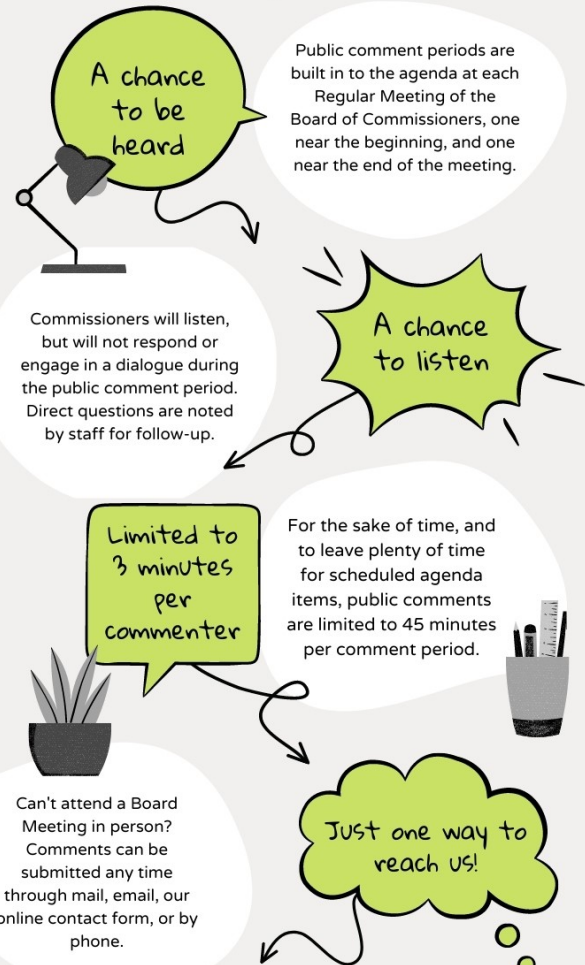 A chance
to be
heard
Public comment periods are
built in to the agenda at each
Regular Meeting of the
Board of Commissioners, one
near the beginning, and one
near the end of the meeting.
A chance
to listen
Commissioners will listen,
but will not respond or
engage in a dialogue during
the public comment period.
Direct questions are noted
by staff for follow-up.
Limited to
3 minutes
per
commenter
For the sake of time, and
to leave plenty of time
for scheduled agenda
items, public comments
are limited to 45 minutes
per comment period.
Just one way to
reach us!
Can't attend a Board
Meeting in person?
Comments can be
submitted any time
through mail, email, our
online contact form, or by
phone.